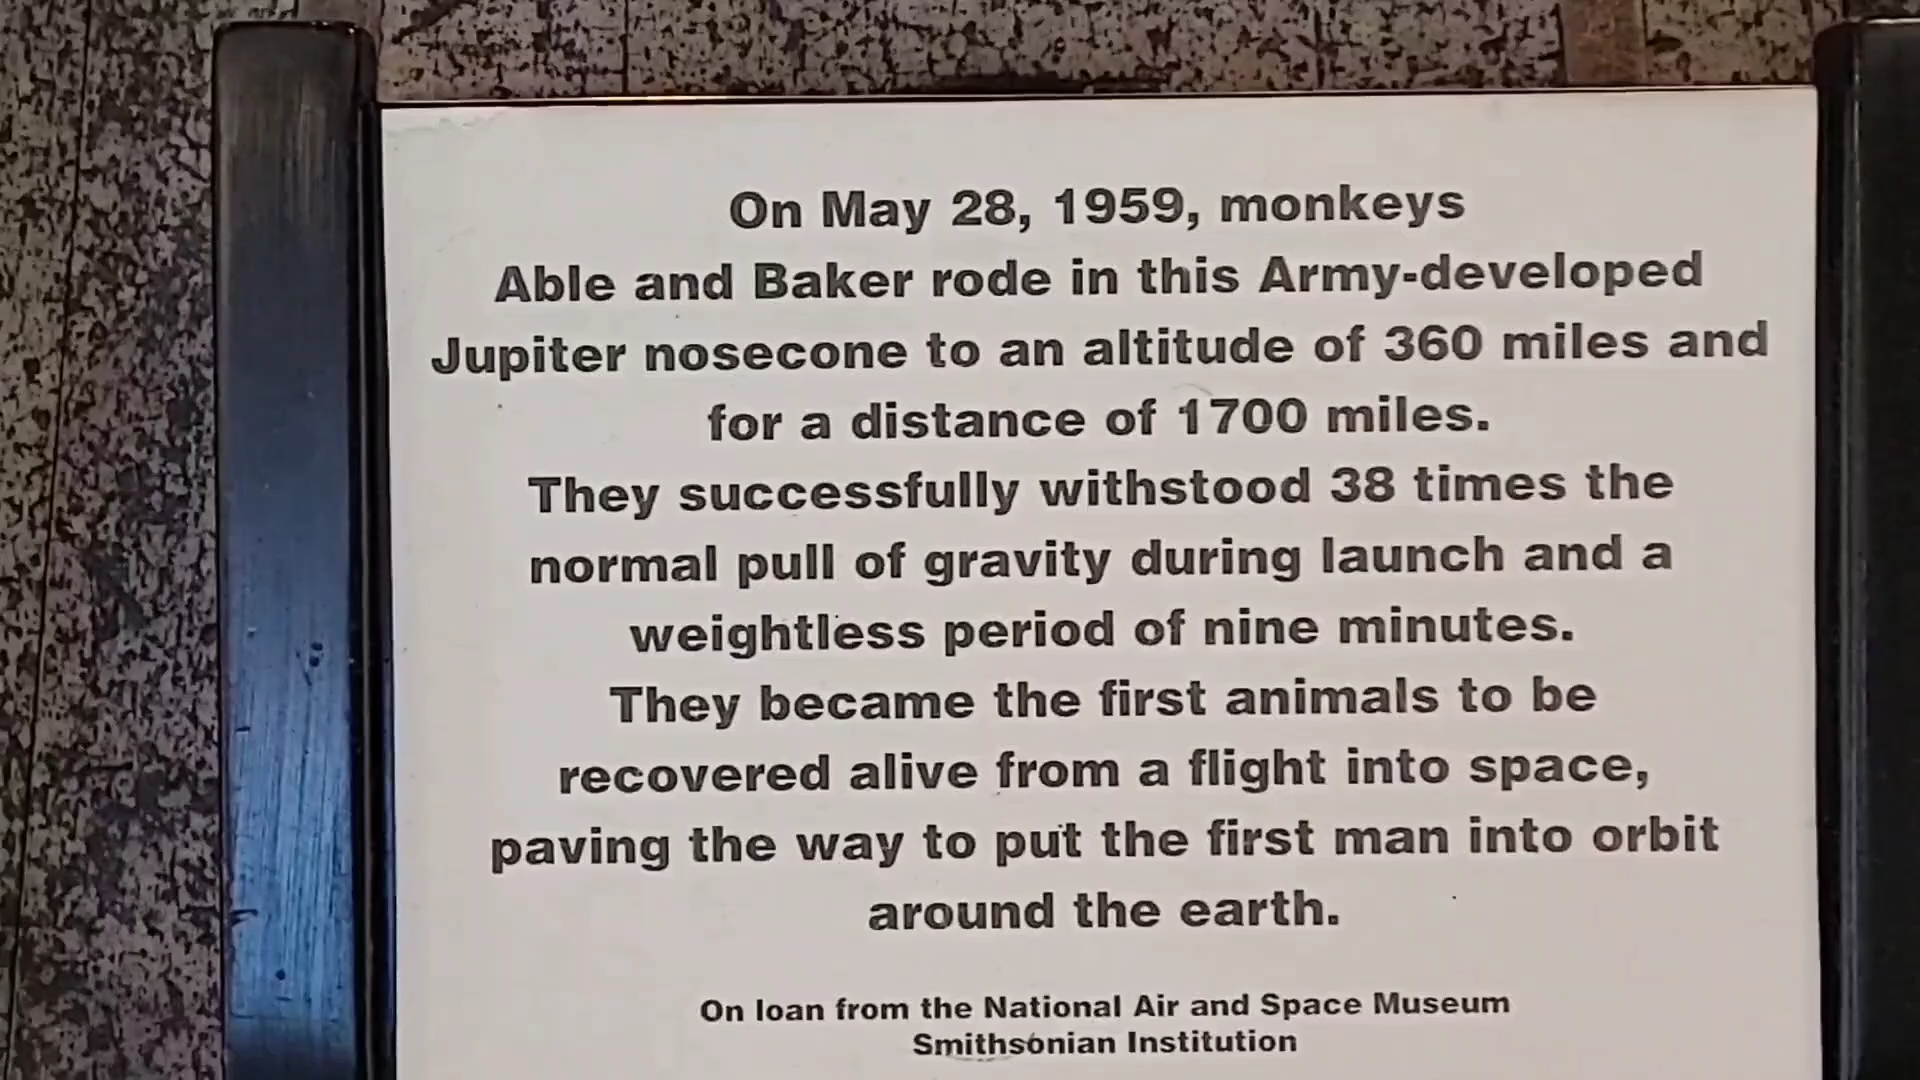 On May 28, 1959, monkeys
Able and Baker rode in this Army-developed
Jupiter nosecone to an altitude of 360 miles and
for a distance of 1700 miles.
They successfully withstood 38 times the
normal pull of gravity during launch and a
weightless period of nine minutes.
They became the first animals to be
recovered alive from a flight into space,
paving the way to put the first man into orbit
around the earth.
On loan from the National Air and Space Museum
Smithsonian Institution